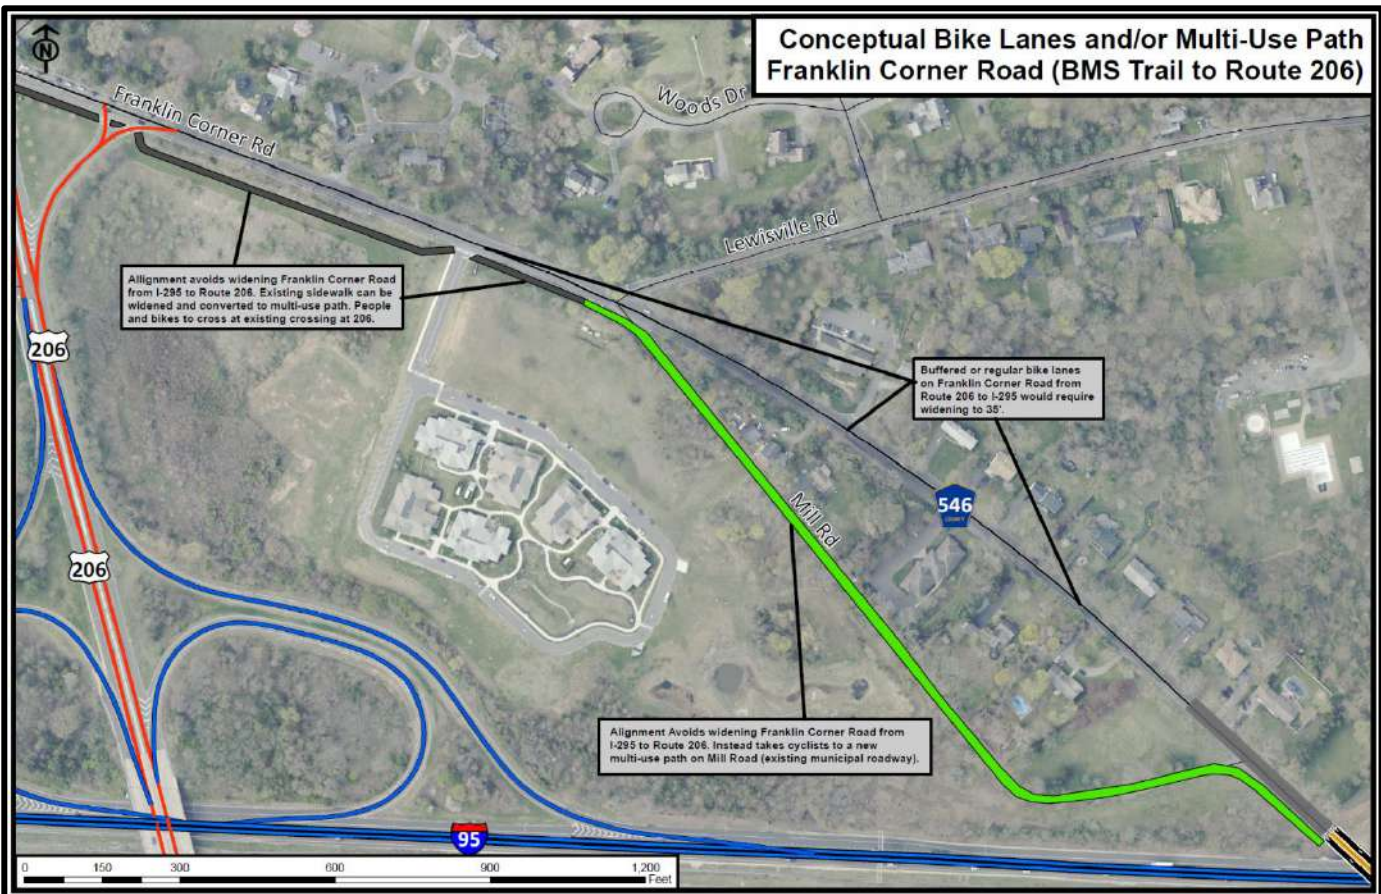 Conceptual Bike Lanes and/or Multi-Use Path
Franklin Corner Road (BMS Trail to Route 206)
N
Franklin Corner Rd
Woods Dr
Lewisville Rd
Allignment avoids widening Franklin Corner Road
from I-295 to Route 206. Existing sidewalk can be
widened and converted to multi-use path. People
and bikes to cross at existing crossing at 206.
206
Buffered or regular bike lanes
on Franklin Corner Road from
Route 206 to I-295 would require
widening to 35'.
Mill Rd
546
COUNTY
206
Alignment Avoids widening Franklin Corner Road from
I-295 to Route 206. Instead takes cyclists to a new
multi-use path on Mill Road (existing municipal roadway).
95
0 150 300 600 900 1,200
Feet